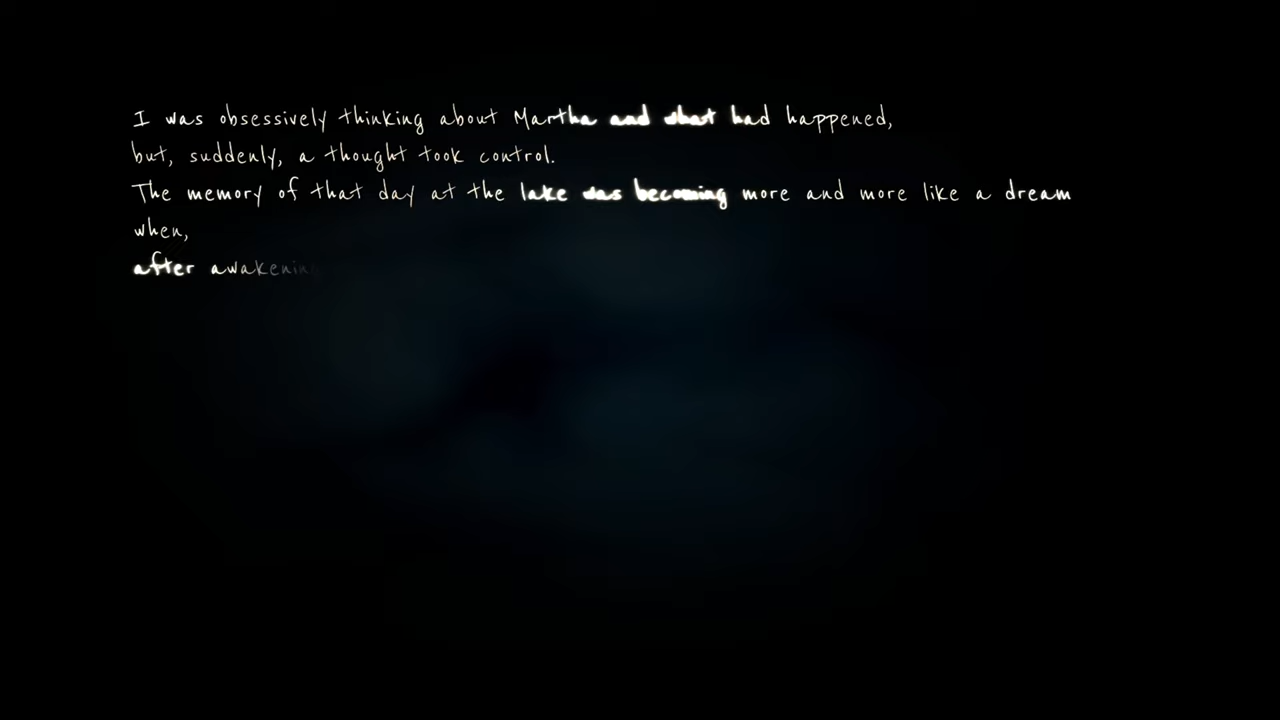 I was obsessively thinking about Martha and what had happened,
but, suddenly, a thought took control.
The memory of that day at the lake was becoming more and more like a dream
when,
after awakenin